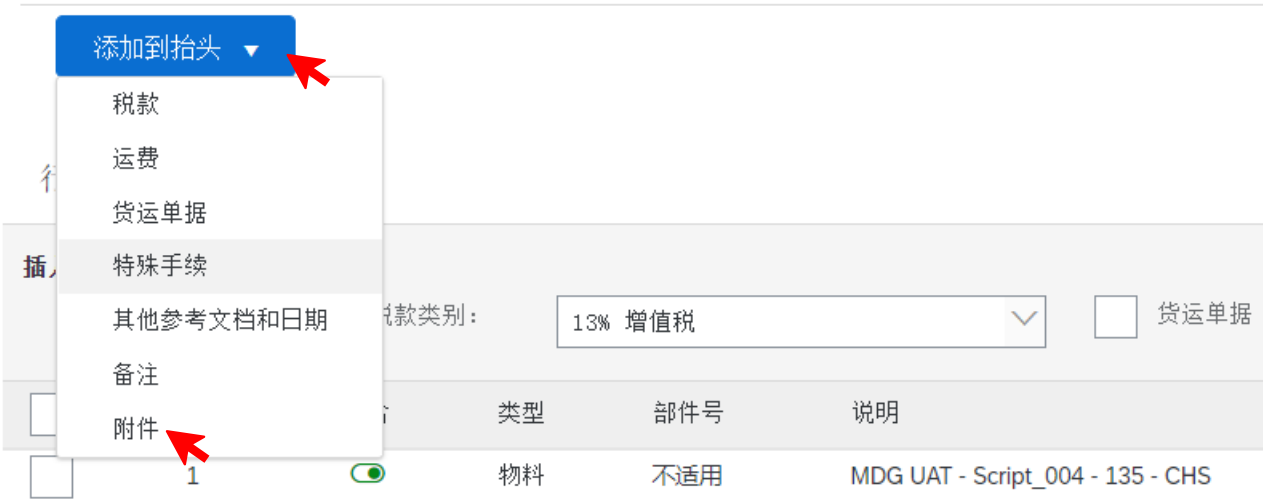 添加到抬头
税款
运费
货运单据
特殊手续
其他参考文档和日期
备注
附件
税款类别：
13% 增值税
货运单据
类型 部件号 说明
1 物料 不适用 MDG UAT - Script_004 - 135 - CHS